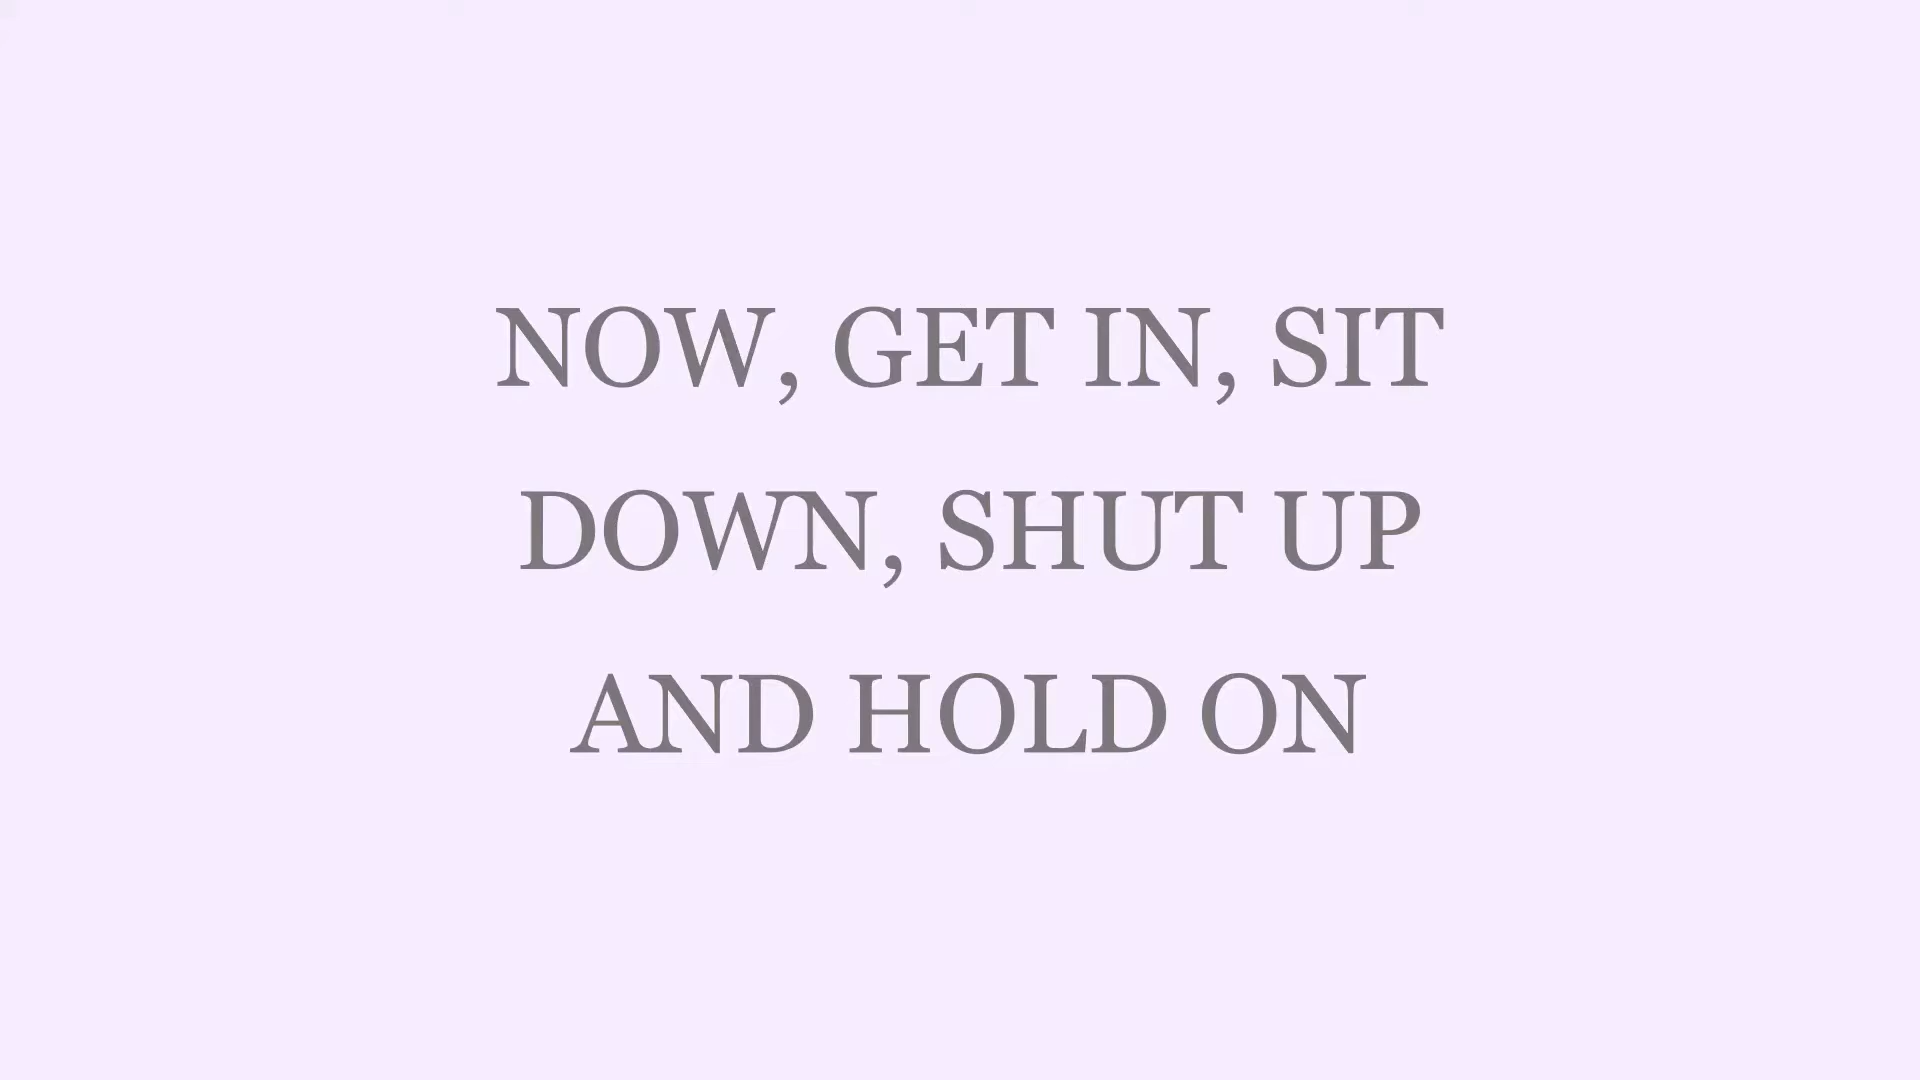 NOW, GET IN, SIT
DOWN, SHUT UP
AND HOLD ON